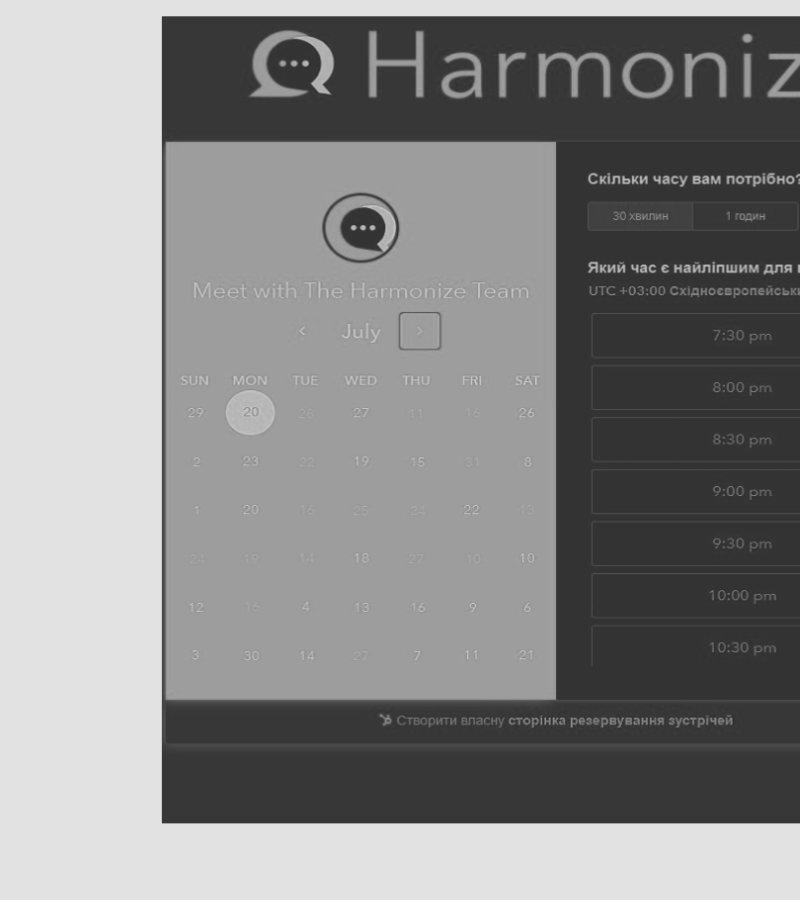 Harmoniz
Meet with The Harmonize Team
July
SUN MON TUE WED THU FRI SAT
29 20 28 27 11 16 26
2 23 22 19 15 31 8
1 20 16 25 24 22 13
24 19 14 18 27 10 10
12 16 4 13 16 9 6
3 30 14 27 7 11 21
Скільки часу вам потрібно?
30 хвилин 1 годин
Який час є найліпшим для
UTC +03:00 Східноєвропейськи
7:30 pm
8:00 pm
8:30 pm
9:00 pm
9:30 pm
10:00 pm
10:30 pm
Створити власну сторінка резервування зустрічей